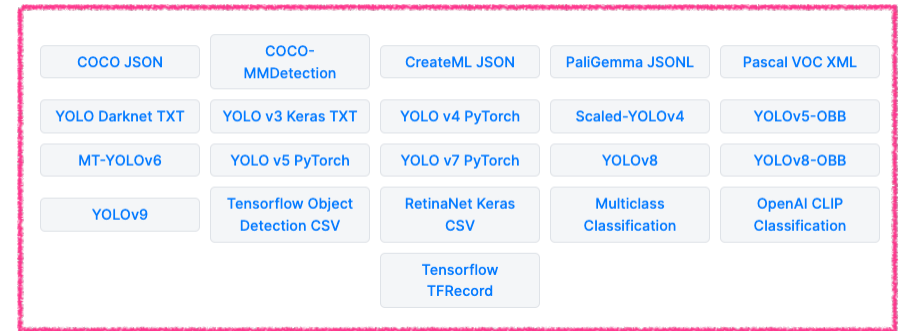 COCO JSON
COCO-
MMDetection
CreateML JSON
PaliGemma JSONL
Pascal VOC XML
YOLO Darknet TXT
YOLO v3 Keras TXT
YOLO v4 PyTorch
Scaled-YOLOv4
YOLOv5-OBB
MT-YOLOv6
YOLO v5 PyTorch
YOLO v7 PyTorch
YOLOv8
YOLOv8-OBB
YOLOv9
Tensorflow Object
Detection CSV
RetinaNet Keras
CSV
Multiclass
Classification
OpenAI CLIP
Classification
Tensorflow
TFRecord